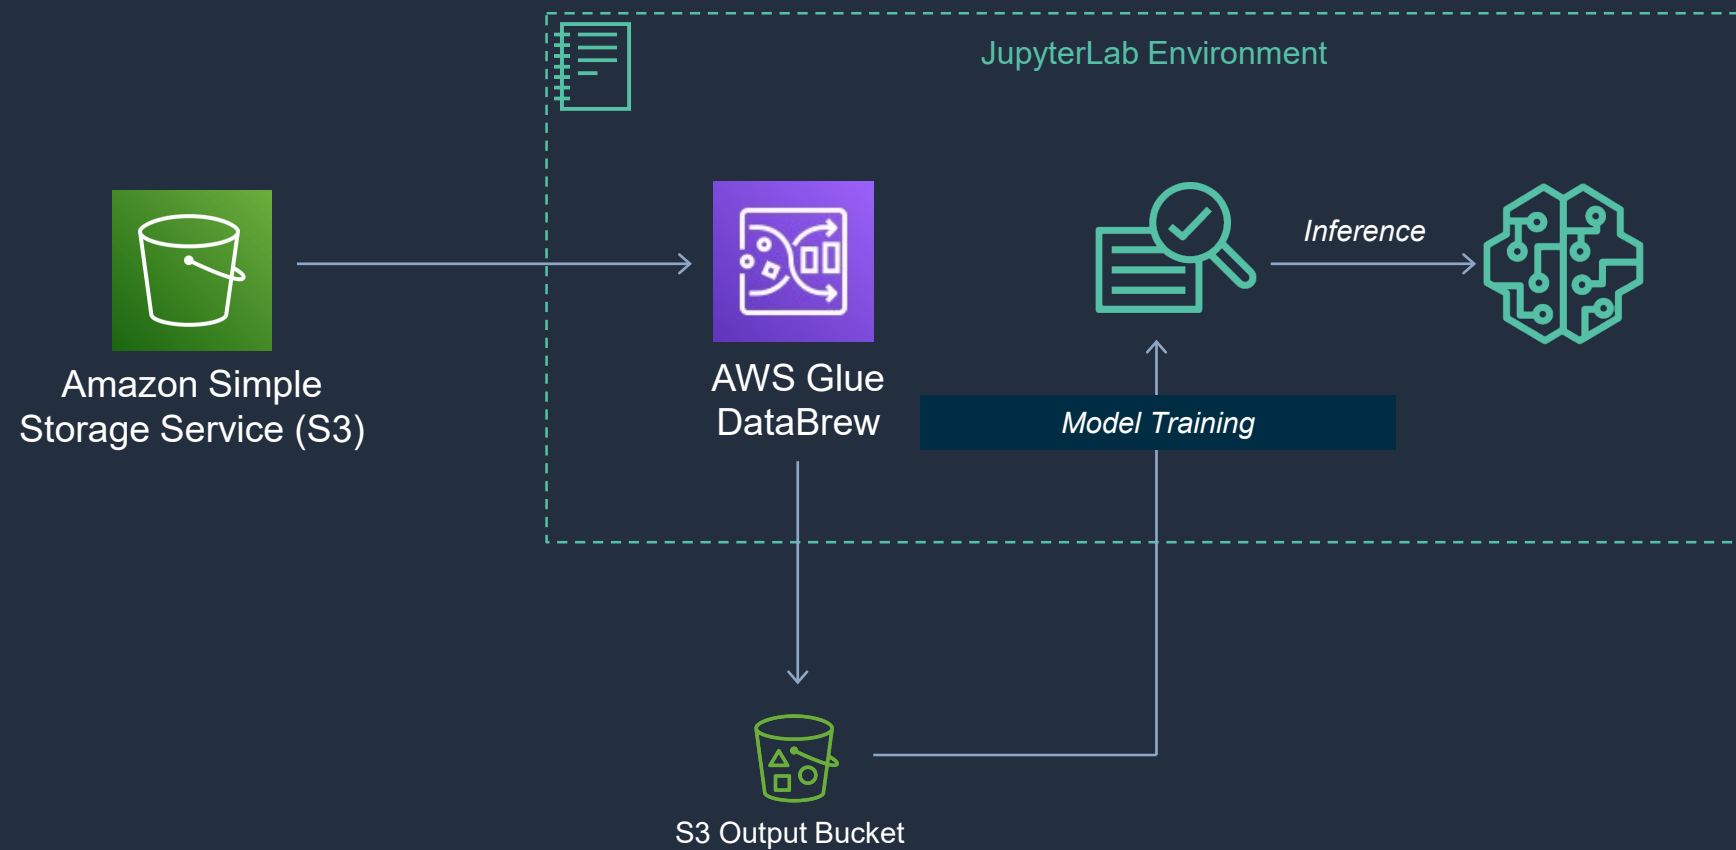 JupyterLab Environment
Inference
Amazon Simple
Storage Service (S3)
AWS Glue
DataBrew
Model Training
S3 Output Bucket